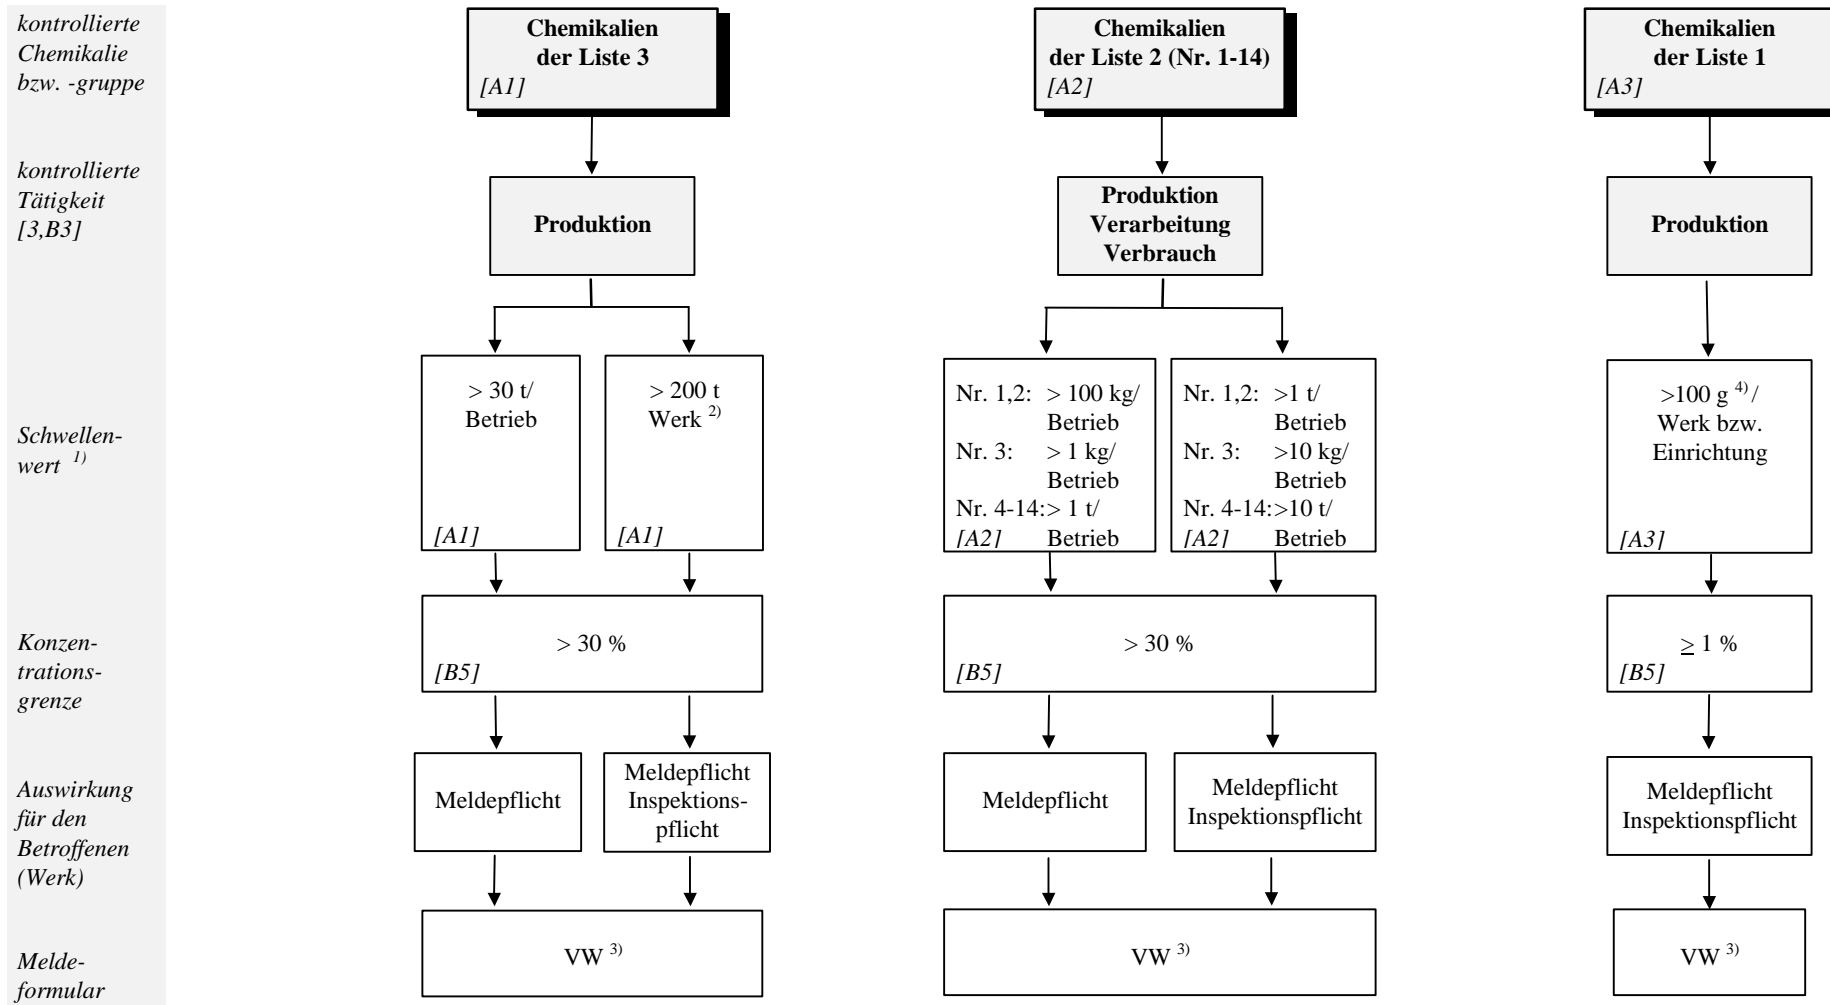 kontrollierte
Chemikalie
bzw. -gruppe
Chemikalien
der Liste 3
[A1]
Chemikalien
der Liste 2 (Nr. 1-14)
[A2]
Chemikalien
der Liste 1
[A3]
kontrollierte
Tätigkeit
[3,B3]
Produktion
Produktion
Verarbeitung
Verbrauch
Produktion
Schwellen-
wert 1)
> 30 t/
Betrieb
[A1]
> 200 t
Werk 2)
[A1]
Nr. 1,2: > 100 kg/
Betrieb
Nr. 3: > 1 kg/
Betrieb
Nr. 4-14:> 1 t/
[A2] Betrieb
Nr. 1,2: >1 t/
Betrieb
Nr. 3: >10 kg/
Betrieb
Nr. 4-14:>10 t/
[A2] Betrieb
>100 g 4)/
Werk bzw.
Einrichtung
[A3]
Konzen-
trations-
grenze
> 30 %
[B5]
> 30 %
[B5]
≥ 1 %
[B5]
Auswirkung
für den
Betroffenen
(Werk)
Meldepflicht
Meldepflicht
Inspektions-
pflicht
Meldepflicht
Meldepflicht
Inspektionspflicht
Meldepflicht
Inspektionspflicht
Melde-
formular
VW 3)
VW 3)
VW 3)